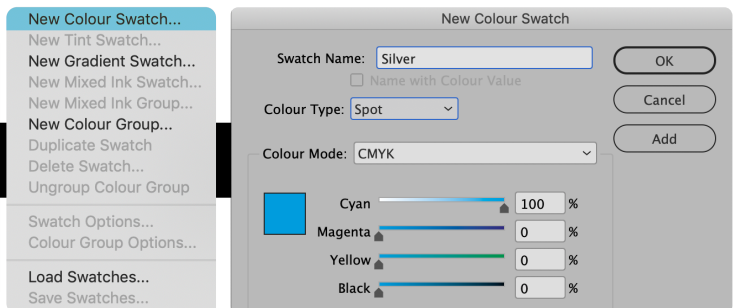 New Colour Swatch...
New Tint Swatch...
New Gradient Swatch...
New Mixed Ink Swatch...
New Mixed Ink Group...
New Colour Group...
Duplicate Swatch
Delete Swatch...
Ungroup Colour Group
Swatch Options...
Colour Group Options...
Load Swatches...
Save Swatches...
New Colour Swatch
Swatch Name: Silver
Name with Colour Value
Colour Type: Spot
Colour Mode: CMYK
Cyan 100 %
Magenta 0 %
Yellow 0 %
Black 0 %
OK
Cancel
Add